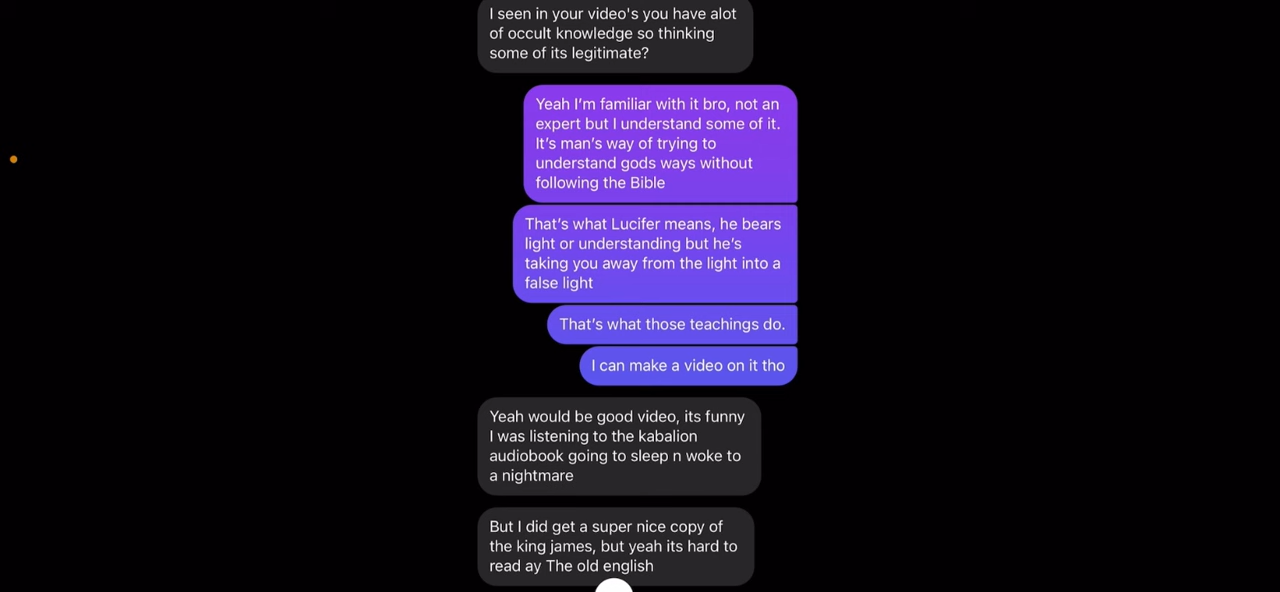 I seen in your video's you have alot
of occult knowledge so thinking
some of its legitimate?
Yeah I'm familiar with it bro, not an
expert but I understand some of it.
It's man's way of trying to
understand gods ways without
following the Bible
That's what Lucifer means, he bears
light or understanding but he's
taking you away from the light into a
false light
That's what those teachings do.
I can make a video on it tho
Yeah would be good video, its funny
I was listening to the kabalion
audiobook going to sleep n woke to
a nightmare
But I did get a super nice copy of
the king james, but yeah its hard to
read ay The old english